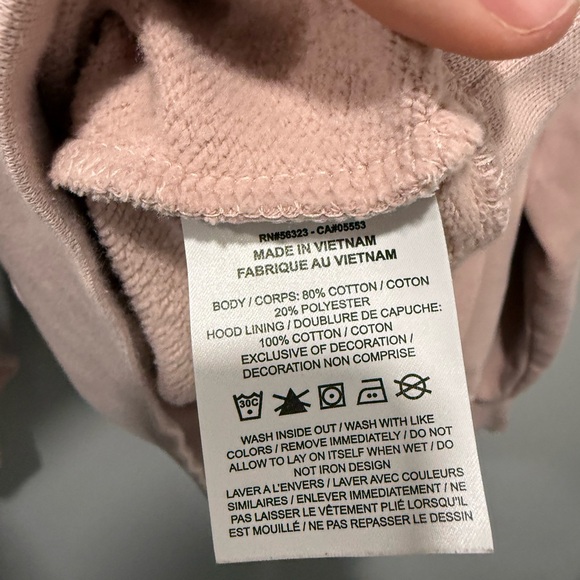 RN#56323 - CA#05553
MADE IN VIETNAM
FABRIQUE AU VIETNAM
BODY / CORPS: 80% COTTON / COTON
20% POLYESTER
HOOD LINING / DOUBLURE DE CAPUCHE:
100% COTTON / COTON
EXCLUSIVE OF DECORATION /
DECORATION NON COMPRISE
30C
WASH INSIDE OUT / WASH WITH LIKE
COLORS / REMOVE IMMEDIATELY / DO NOT
ALLOW TO LAY ON ITSELF WHEN WET / DO
NOT IRON DESIGN
LAVER A L'ENVERS / LAVER AVEC COULEURS
SIMILAIRES / ENLEVER IMMEDIATEMENT / NE
PAS LAISSER LE VÊTEMENT PLIÉ LORSQU'IL
EST MOUILLÉ / NE PAS REPASSER LE DESSIN